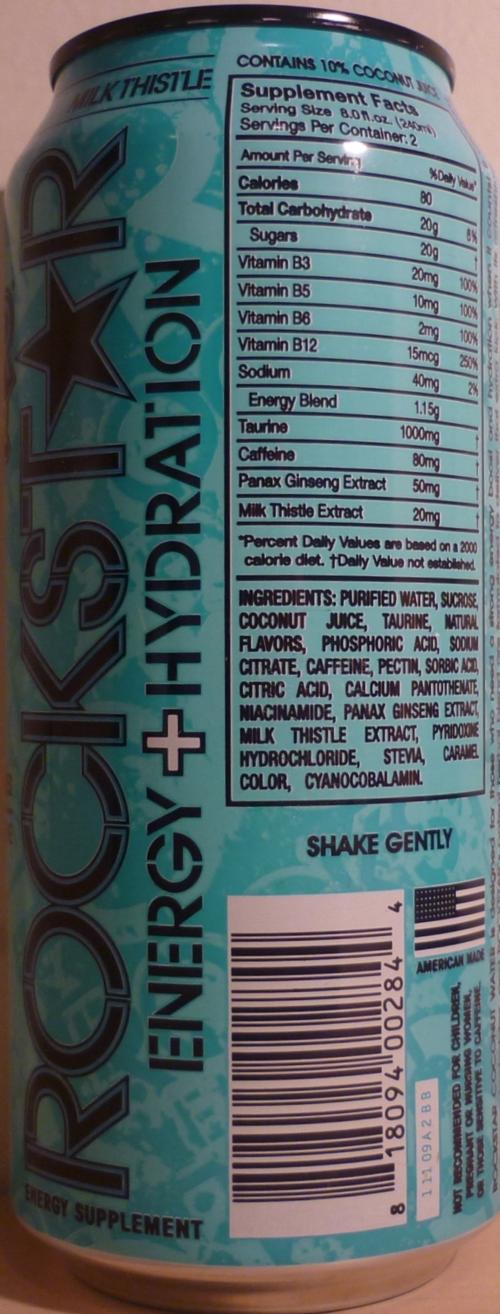 MILK THISTLE
ROCKSTAR
ENERGY + HYDRATION
ENERGY SUPPLEMENT
CONTAINS 10% COCONUT JUICE
Supplement Facts
Serving Size 8.0 fl.oz. (240ml)
Servings Per Container: 2
Amount Per Serving %Daily Value*
Calories 80
Total Carbohydrate 20g 6%
Sugars 20g †
Vitamin B3 20mg 100%
Vitamin B5 10mg 100%
Vitamin B6 2mg 100%
Vitamin B12 15mcg 250%
Sodium 40mg 2%
Energy Blend 1.15g
Taurine 1000mg †
Caffeine 80mg †
Panax Ginseng Extract 50mg †
Milk Thistle Extract 20mg †
*Percent Daily Values are based on a 2000
calorie diet. †Daily Value not established.
INGREDIENTS: PURIFIED WATER, SUCROSE,
COCONUT JUICE, TAURINE, NATURAL
FLAVORS, PHOSPHORIC ACID, SODIUM
CITRATE, CAFFEINE, PECTIN, SORBIC ACID,
CITRIC ACID, CALCIUM PANTOTHENATE,
NIACINAMIDE, PANAX GINSENG EXTRACT,
MILK THISTLE EXTRACT, PYRIDOXINE
HYDROCHLORIDE, STEVIA, CARAMEL
COLOR, CYANOCOBALAMIN.
SHAKE GENTLY
8 18094 00284 4
AMERICAN MADE
11109A2BB
NOT RECOMMENDED FOR CHILDREN,
PREGNANT OR NURSING WOMEN,
OR THOSE SENSITIVE TO CAFFEINE.